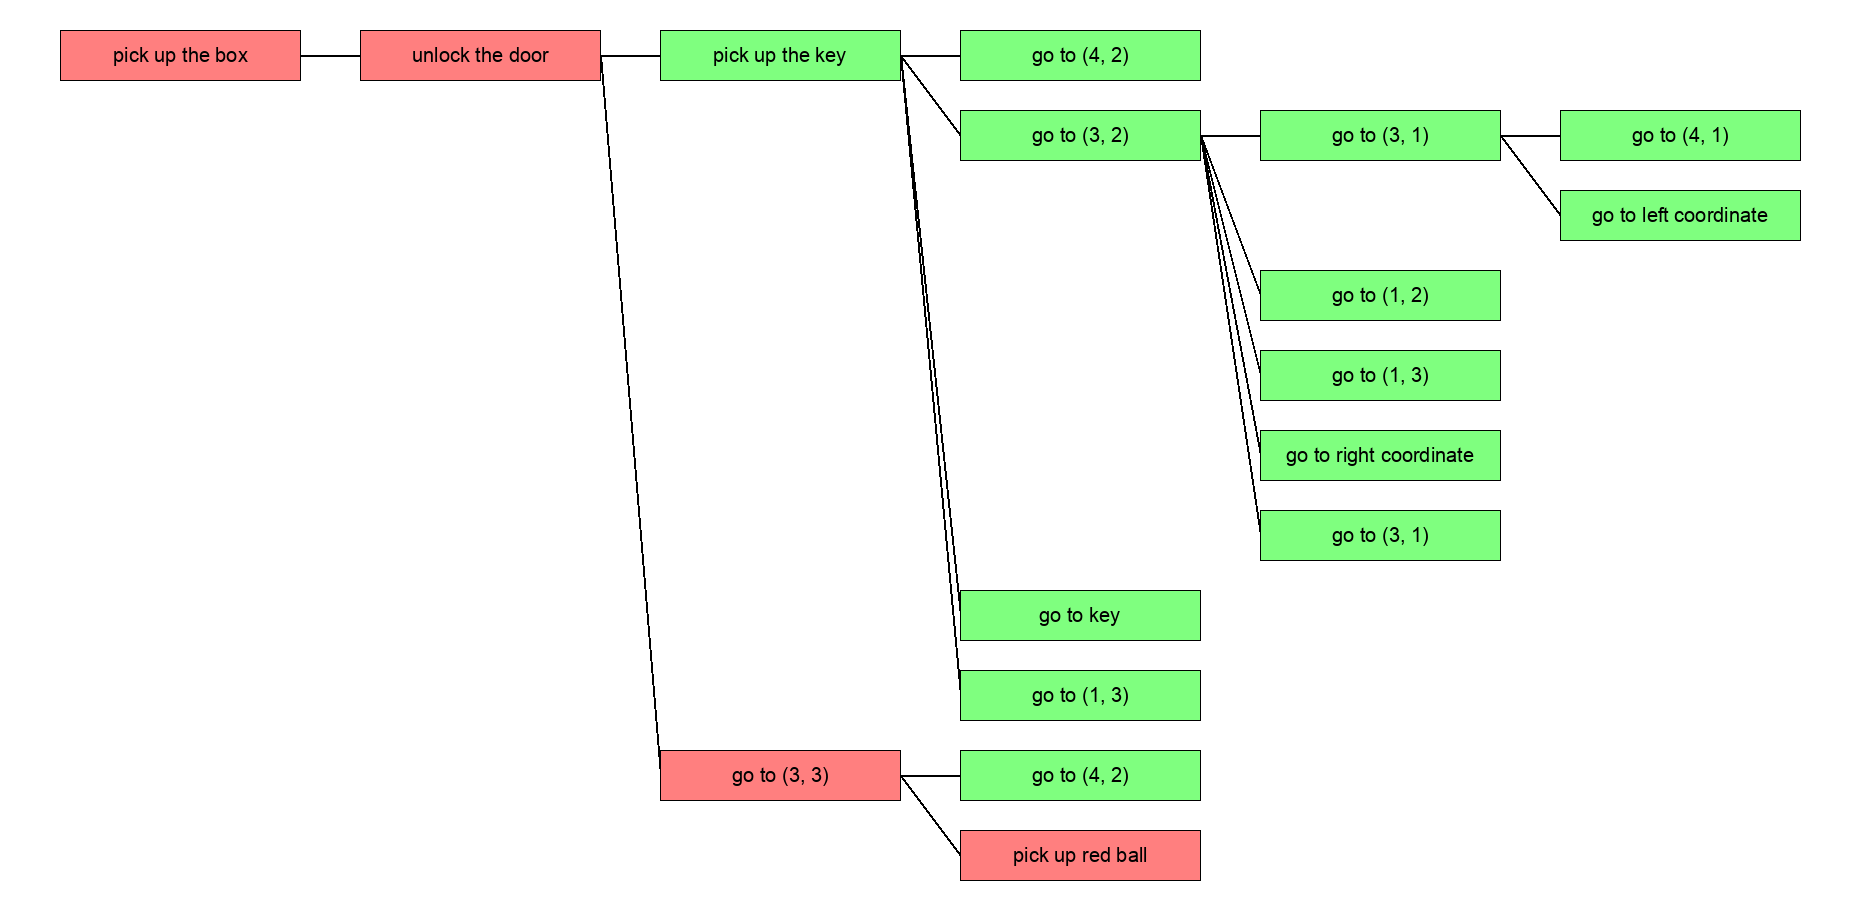 pick up the box
unlock the door
pick up the key
go to (4, 2)
go to (3, 2)
go to (3, 1)
go to (4, 1)
go to left coordinate
go to (1, 2)
go to (1, 3)
go to right coordinate
go to (3, 1)
go to key
go to (1, 3)
go to (3, 3)
go to (4, 2)
pick up red ball